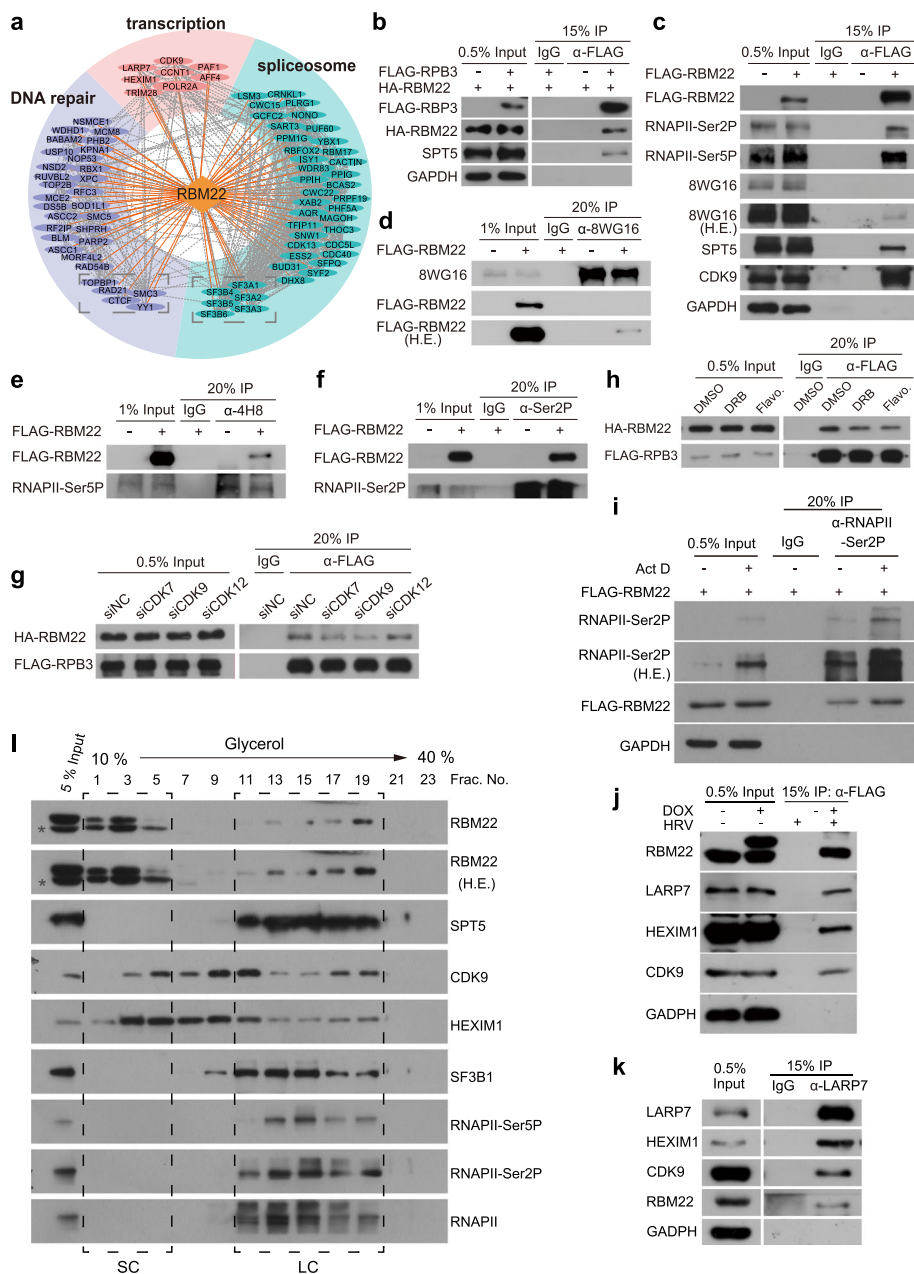 a
transcription
spliceosome
DNA repair
CDK9
LARP7
CCNT1
PAF1
HEXIM1
AFF4
TRIM28
POLR2A
LSM3
CRNKL1
CWC15
PLRG1
GCFC2
NONO
SART3
PUF60
PPM1G
YBX1
RBFOX2
RBM17
ISY1
CACTIN
WDR83
PPIG
PPIH
BCAS2
CWC22
PRPF19
XAB2
PHF5A
AQR
MAGOH
TFIP11
THOC3
SNW1
CDK13
CDC5L
ESS2
CDC40
BUD31
SFPQ
SYF2
DHX8
NSMCE1
WDHD1
MCM8
BABAM2
PHB2
USP10
KPNA1
NOP53
NSD2
RBX1
RUVBL2
XPC
TOP2B
RFC3
MCE2
DS5B
BOD1L1
ASCC2
SMC5
RF2IP
SHPRH
BLM
PARP2
ASCC1
MORF4L2
RAD54B
TOPBP1
RAD21
SMC3
CTCF
YY1
SF3B4
SF3A1
SF3B5
SF3A2
SF3B6
SF3A3
RBM22
b
15% IP
0.5% Input
IgG
α-FLAG
FLAG-RPB3 - + + - +
HA-RBM22 + + + + +
FLAG-RBP3
HA-RBM22
SPT5
GAPDH
c
15% IP
0.5% Input
IgG
α-FLAG
FLAG-RBM22 - + + - +
FLAG-RBM22
RNAPII-Ser2P
RNAPII-Ser5P
8WG16
8WG16
(H.E.)
SPT5
CDK9
GAPDH
d
20% IP
1% Input
IgG
α-8WG16
FLAG-RBM22 - + + - +
8WG16
FLAG-RBM22
FLAG-RBM22
(H.E.)
e
20% IP
1% Input
IgG
α-4H8
FLAG-RBM22 - + + - +
FLAG-RBM22
RNAPII-Ser5P
f
20% IP
1% Input
IgG
α-Ser2P
FLAG-RBM22 - + + - +
FLAG-RBM22
RNAPII-Ser2P
h
20% IP
0.5% Input
IgG
α-FLAG
DMSO DRB Flavo. DMSO DMSO DRB Flavo.
HA-RBM22
FLAG-RPB3
g
20% IP
0.5% Input
IgG
α-FLAG
siNC siCDK7 siCDK9 siCDK12 siNC siNC siCDK7 siCDK9 siCDK12
HA-RBM22
FLAG-RPB3
i
20% IP
0.5% Input
IgG
α-RNAPII
-Ser2P
Act D - + - - +
FLAG-RBM22 + + + + +
RNAPII-Ser2P
RNAPII-Ser2P
(H.E.)
FLAG-RBM22
GAPDH
l
5 % Input
10 %
Glycerol
40 %
1 3 5 7 9 11 13 15 17 19 21 23 Frac. No.
*
RBM22
*
RBM22
(H.E.)
SPT5
CDK9
HEXIM1
SF3B1
RNAPII-Ser5P
RNAPII-Ser2P
RNAPII
SC
LC
j
0.5% Input
15% IP: α-FLAG
DOX - + - +
HRV - - + +
RBM22
LARP7
HEXIM1
CDK9
GADPH
k
0.5%
Input
15% IP
IgG
α-LARP7
LARP7
HEXIM1
CDK9
RBM22
GADPH